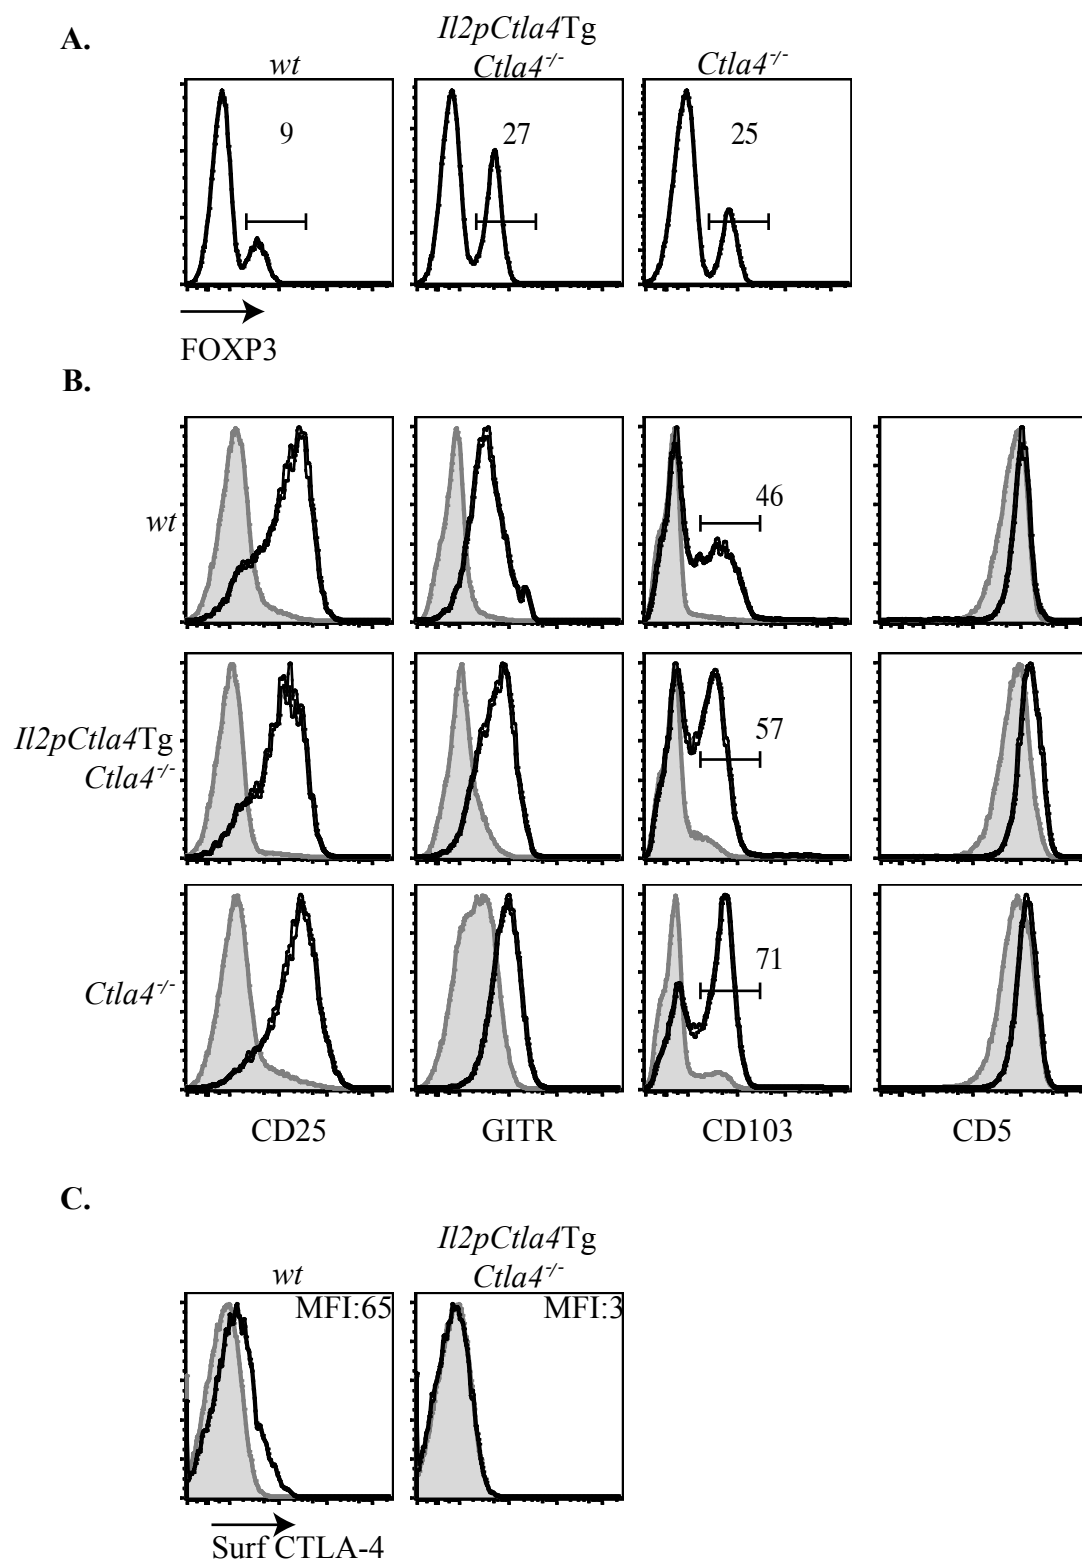 A.
wt
Il2pCtla4Tg
Ctla4-/-
Ctla4-/-
9
27
25
FOXP3
B.
wt
46
Il2pCtla4Tg
Ctla4-/-
57
Ctla4-/-
71
CD25
GITR
CD103
CD5
C.
wt
Il2pCtla4Tg
Ctla4-/-
MFI:65
MFI:3
Surf CTLA-4